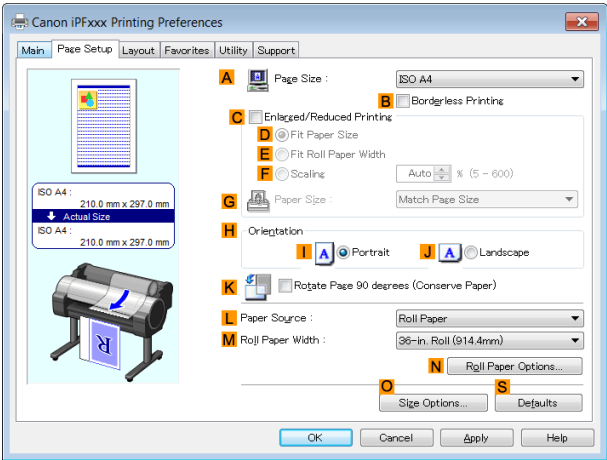 Canon iPFxxx Printing Preferences
Main Page Setup Layout Favorites Utility Support
A Page Size : ISO A4
B Borderless Printing
C Enlarged/Reduced Printing
D Fit Paper Size
E Fit Roll Paper Width
F Scaling Auto % (5 - 600)
G Paper Size : Match Page Size
ISO A4 :
210.0 mm x 297.0 mm
Actual Size
ISO A4 :
210.0 mm x 297.0 mm
H Orientation
I A Portrait J A Landscape
K Rotate Page 90 degrees (Conserve Paper)
R
L Paper Source : Roll Paper
M Roll Paper Width : 36-in. Roll (914.4mm)
N Roll Paper Options...
O Size Options... S Defaults
OK Cancel Apply Help